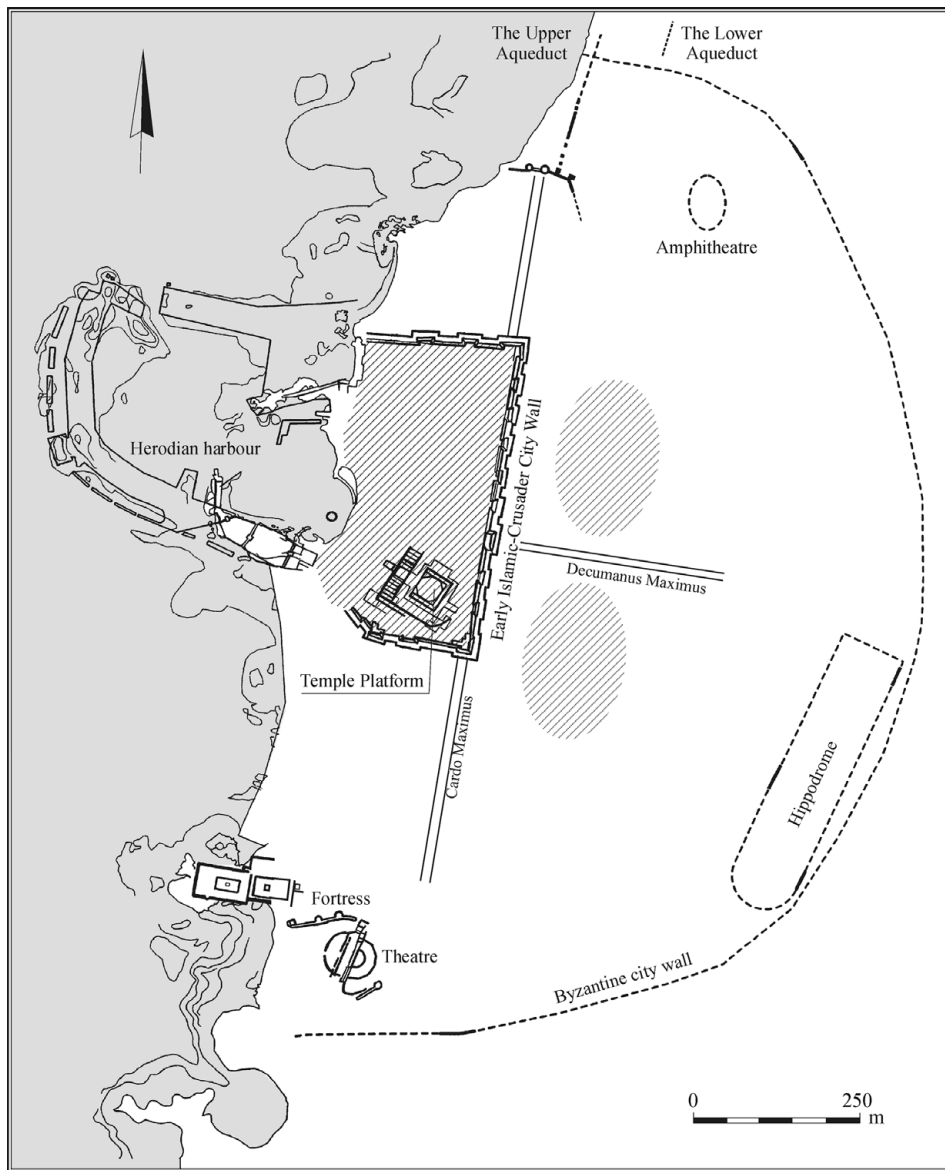 The Upper
Aqueduct
The Lower
Aqueduct
Amphitheatre
Herodian harbour
Early Islamic-Crusader City Wall
Decumanus Maximus
Temple Platform
Cardo Maximus
Hippodrome
Fortress
Theatre
Byzantine city wall
0 250
m